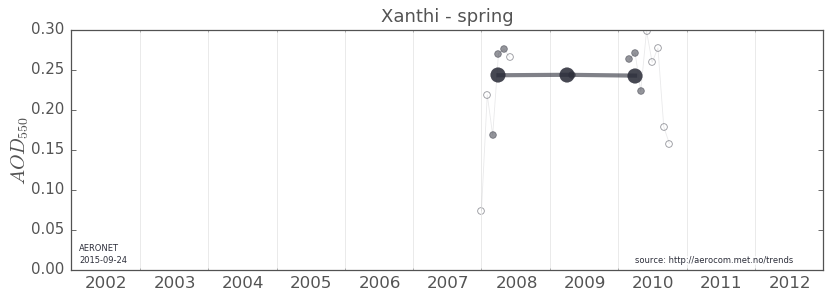 Xanthi - spring
0.30
0.25
0.20
0.15
0.10
0.05
0.00
AOD550
AERONET
2015-09-24
source: http://aerocom.met.no/trends
2002 2003 2004 2005 2006 2007 2008 2009 2010 2011 2012